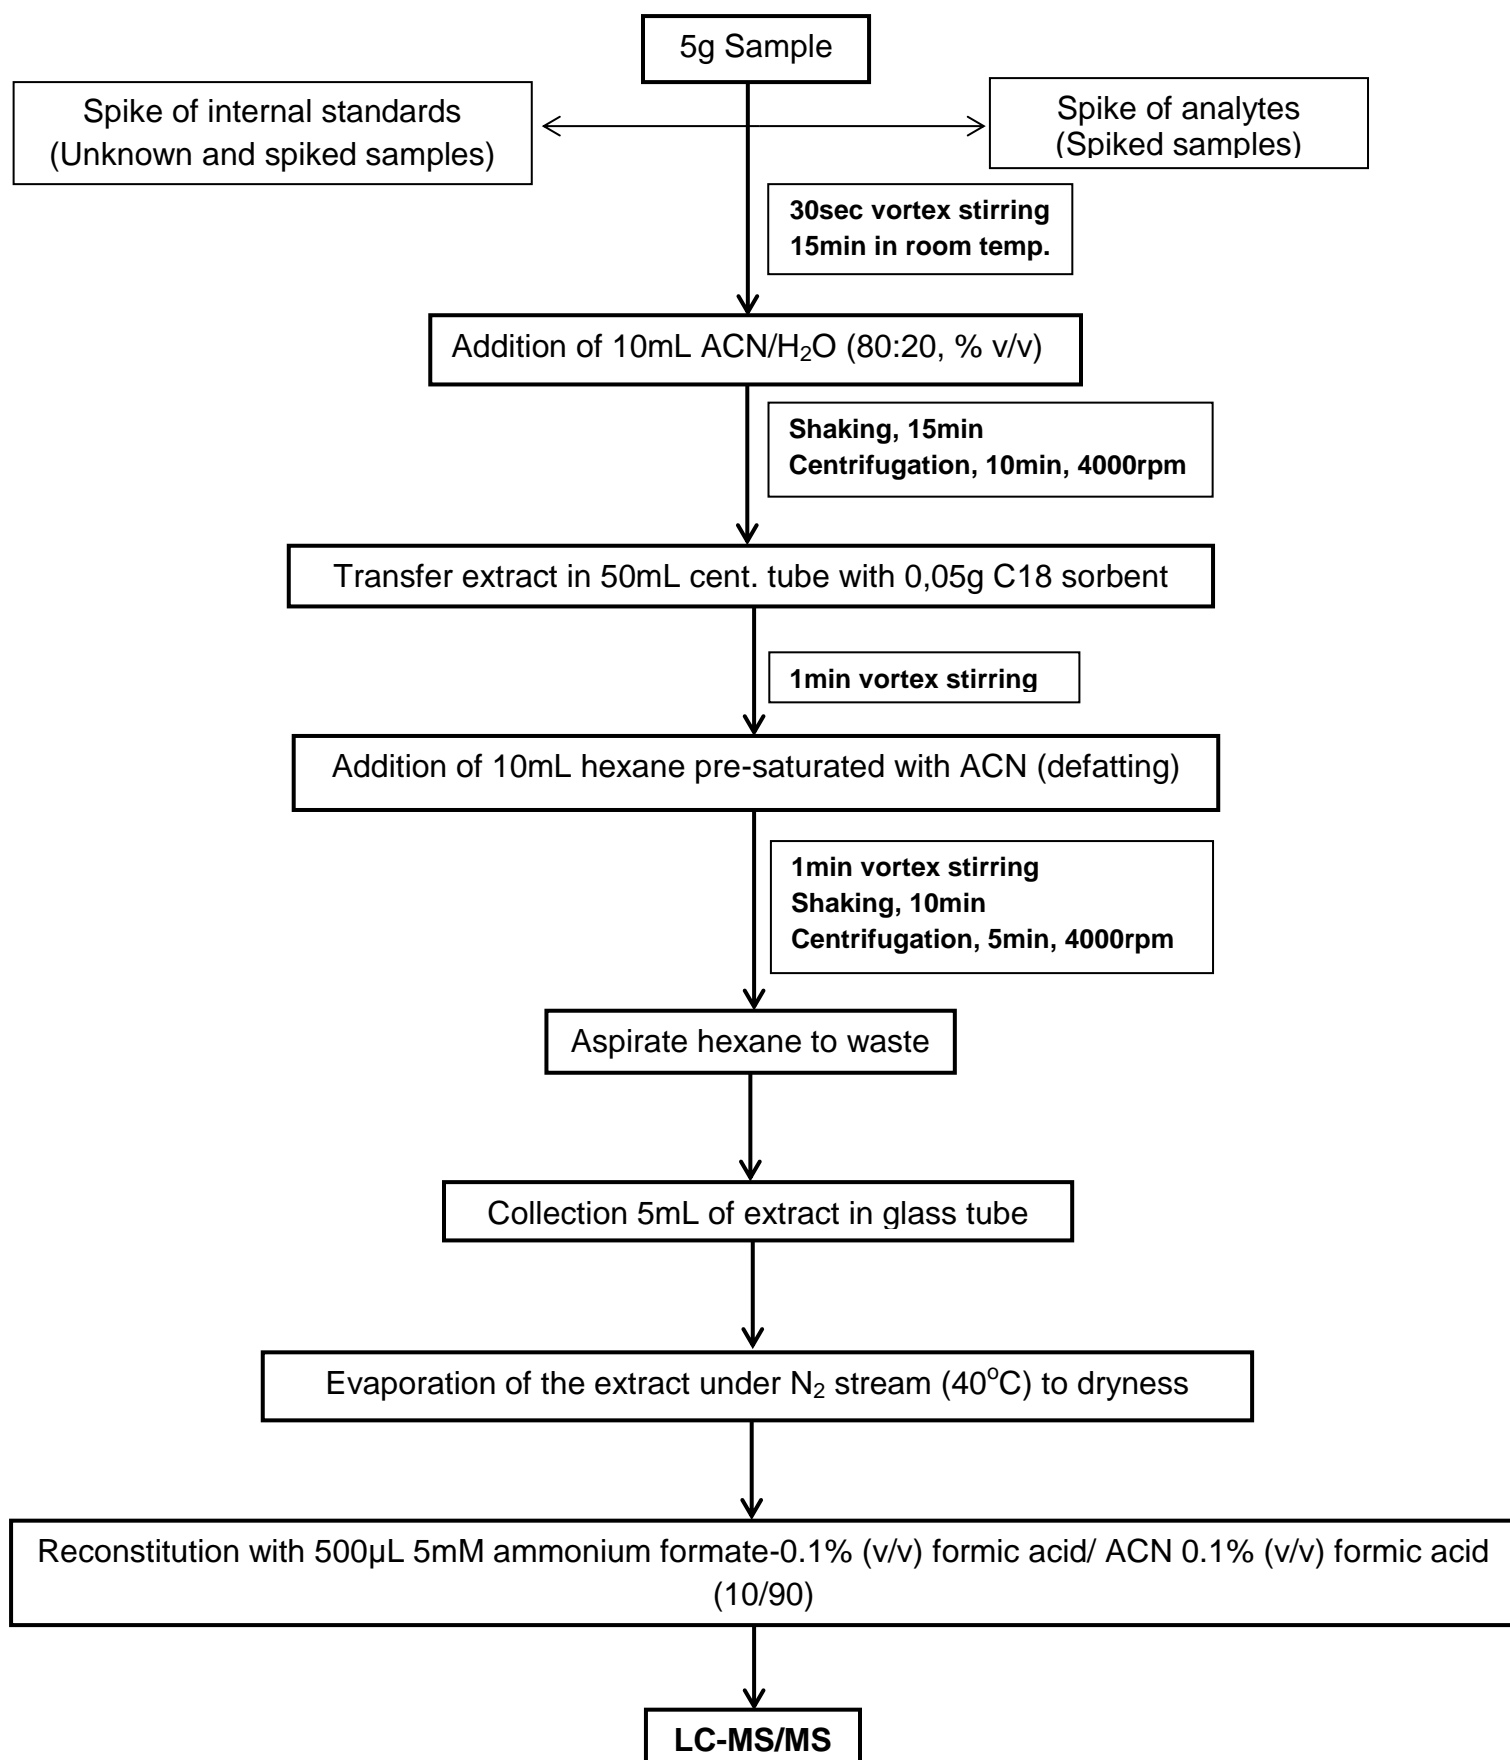 5g Sample
Spike of internal standards
(Unknown and spiked samples)
Spike of analytes
(Spiked samples)
30sec vortex stirring
15min in room temp.
Addition of 10mL ACN/H₂O (80:20, % v/v)
Shaking, 15min
Centrifugation, 10min, 4000rpm
Transfer extract in 50mL cent. tube with 0,05g C18 sorbent
1min vortex stirring
Addition of 10mL hexane pre-saturated with ACN (defatting)
1min vortex stirring
Shaking, 10min
Centrifugation, 5min, 4000rpm
Aspirate hexane to waste
Collection 5mL of extract in glass tube
Evaporation of the extract under N₂ stream (40°C) to dryness
Reconstitution with 500µL 5mM ammonium formate-0.1% (v/v) formic acid/ ACN 0.1% (v/v) formic acid
(10/90)
LC-MS/MS